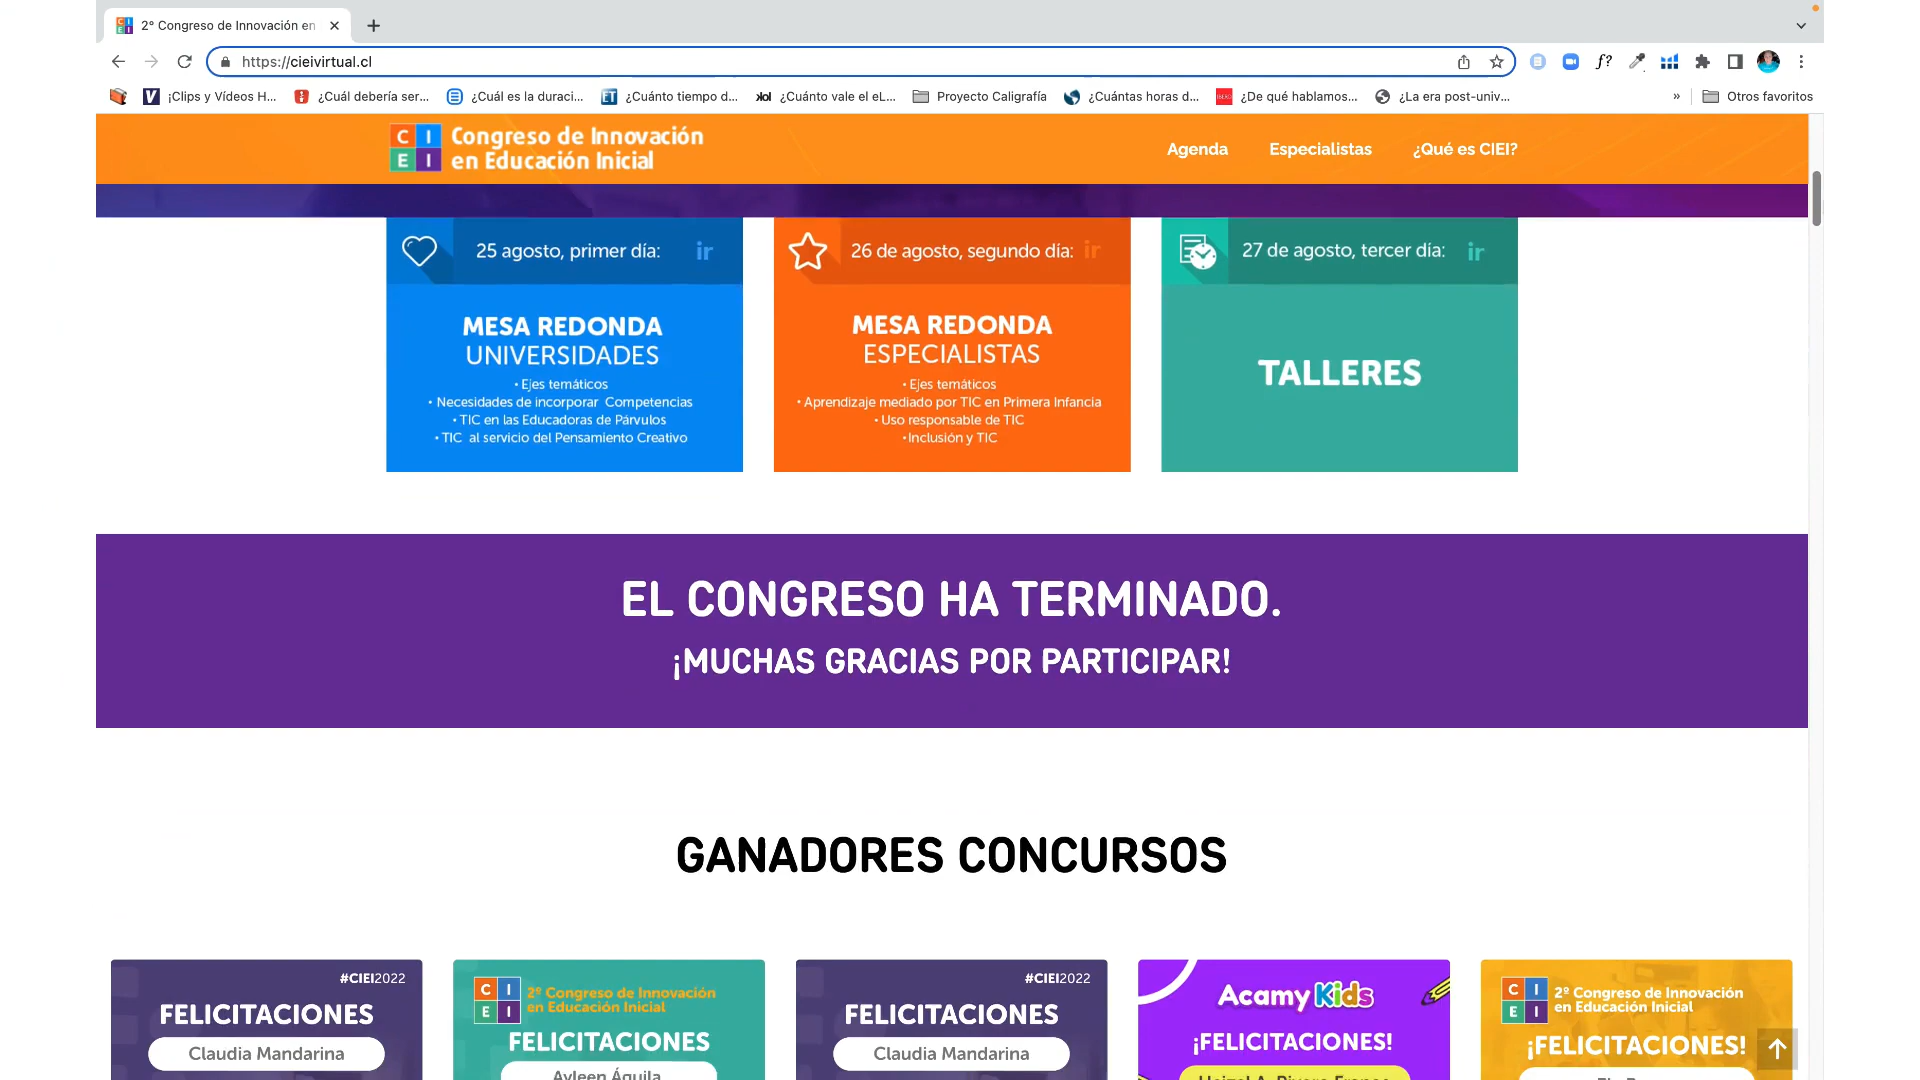 2º Congreso de Innovación en
https://cieivirtual.cl
¡Clips y Vídeos H...
¿Cuál debería ser...
¿Cuál es la duraci...
¿Cuánto tiempo d...
¿Cuánto vale el eL...
Proyecto Caligrafía
¿Cuántas horas d...
¿De qué hablamos...
¿La era post-univ...
»
Otros favoritos
C I
E I
Congreso de Innovación
en Educación Inicial
Agenda
Especialistas
¿Qué es CIEI?
25 agosto, primer día:
ir
MESA REDONDA
UNIVERSIDADES
• Ejes temáticos
• Necesidades de incorporar Competencias
• TIC en las Educadoras de Párvulos
• TIC al servicio del Pensamiento Creativo
26 de agosto, segundo día:
ir
MESA REDONDA
ESPECIALISTAS
• Ejes temáticos
• Aprendizaje mediado por TIC en Primera Infancia
• Uso responsable de TIC
• Inclusión y TIC
27 de agosto, tercer día:
ir
TALLERES
EL CONGRESO HA TERMINADO.
¡MUCHAS GRACIAS POR PARTICIPAR!
GANADORES CONCURSOS
#CIEI2022
FELICITACIONES
Claudia Mandarina
C I
E I
2º Congreso de Innovación
en Educación Inicial
FELICITACIONES
Ayleen Águila
#CIEI2022
FELICITACIONES
Claudia Mandarina
Acamy Kids
¡FELICITACIONES!
C I
E I
2º Congreso de Innovación
en Educación Inicial
¡FELICITACIONES!